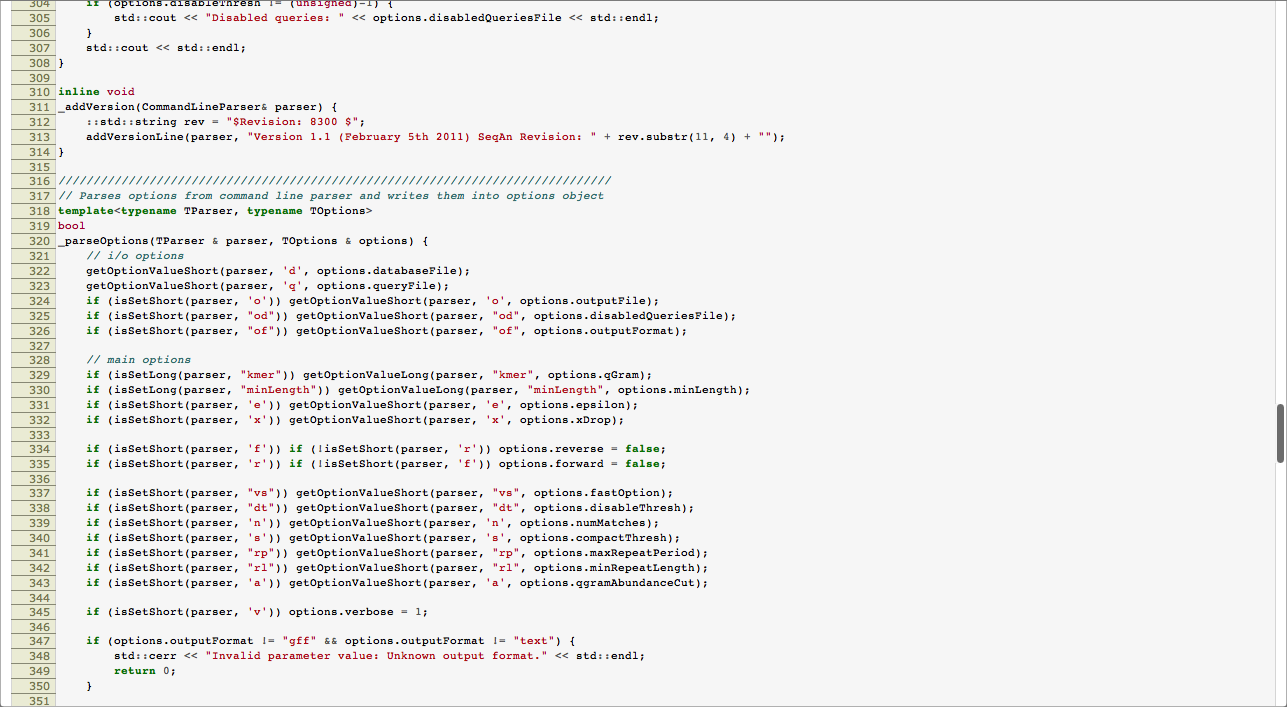 304 if (options.disableThresh != (unsigned)-1) {
305 std::cout << "Disabled queries: " << options.disabledQueriesFile << std::endl;
306 }
307 std::cout << std::endl;
308 }
309
310 inline void
311 _addVersion(CommandLineParser& parser) {
312 ::std::string rev = "$Revision: 8300 $";
313 addVersionLine(parser, "Version 1.1 (February 5th 2011) SeqAn Revision: " + rev.substr(11, 4) + "");
314 }
315
316 ///////////////////////////////////////////////////////////////////////////////
317 // Parses options from command line parser and writes them into options object
318 template<typename TParser, typename TOptions>
319 bool
320 _parseOptions(TParser & parser, TOptions & options) {
321 // i/o options
322 getOptionValueShort(parser, 'd', options.databaseFile);
323 getOptionValueShort(parser, 'q', options.queryFile);
324 if (isSetShort(parser, 'o')) getOptionValueShort(parser, 'o', options.outputFile);
325 if (isSetShort(parser, "od")) getOptionValueShort(parser, "od", options.disabledQueriesFile);
326 if (isSetShort(parser, "of")) getOptionValueShort(parser, "of", options.outputFormat);
327
328 // main options
329 if (isSetLong(parser, "kmer")) getOptionValueLong(parser, "kmer", options.qGram);
330 if (isSetLong(parser, "minLength")) getOptionValueLong(parser, "minLength", options.minLength);
331 if (isSetShort(parser, 'e')) getOptionValueShort(parser, 'e', options.epsilon);
332 if (isSetShort(parser, 'x')) getOptionValueShort(parser, 'x', options.xDrop);
333
334 if (isSetShort(parser, 'f')) if (!isSetShort(parser, 'r')) options.reverse = false;
335 if (isSetShort(parser, 'r')) if (!isSetShort(parser, 'f')) options.forward = false;
336
337 if (isSetShort(parser, "vs")) getOptionValueShort(parser, "vs", options.fastOption);
338 if (isSetShort(parser, "dt")) getOptionValueShort(parser, "dt", options.disableThresh);
339 if (isSetShort(parser, 'n')) getOptionValueShort(parser, 'n', options.numMatches);
340 if (isSetShort(parser, 's')) getOptionValueShort(parser, 's', options.compactThresh);
341 if (isSetShort(parser, "rp")) getOptionValueShort(parser, "rp", options.maxRepeatPeriod);
342 if (isSetShort(parser, "rl")) getOptionValueShort(parser, "rl", options.minRepeatLength);
343 if (isSetShort(parser, 'a')) getOptionValueShort(parser, 'a', options.qgramAbundanceCut);
344
345 if (isSetShort(parser, 'v')) options.verbose = 1;
346
347 if (options.outputFormat != "gff" && options.outputFormat != "text") {
348 std::cerr << "Invalid parameter value: Unknown output format." << std::endl;
349 return 0;
350 }
351